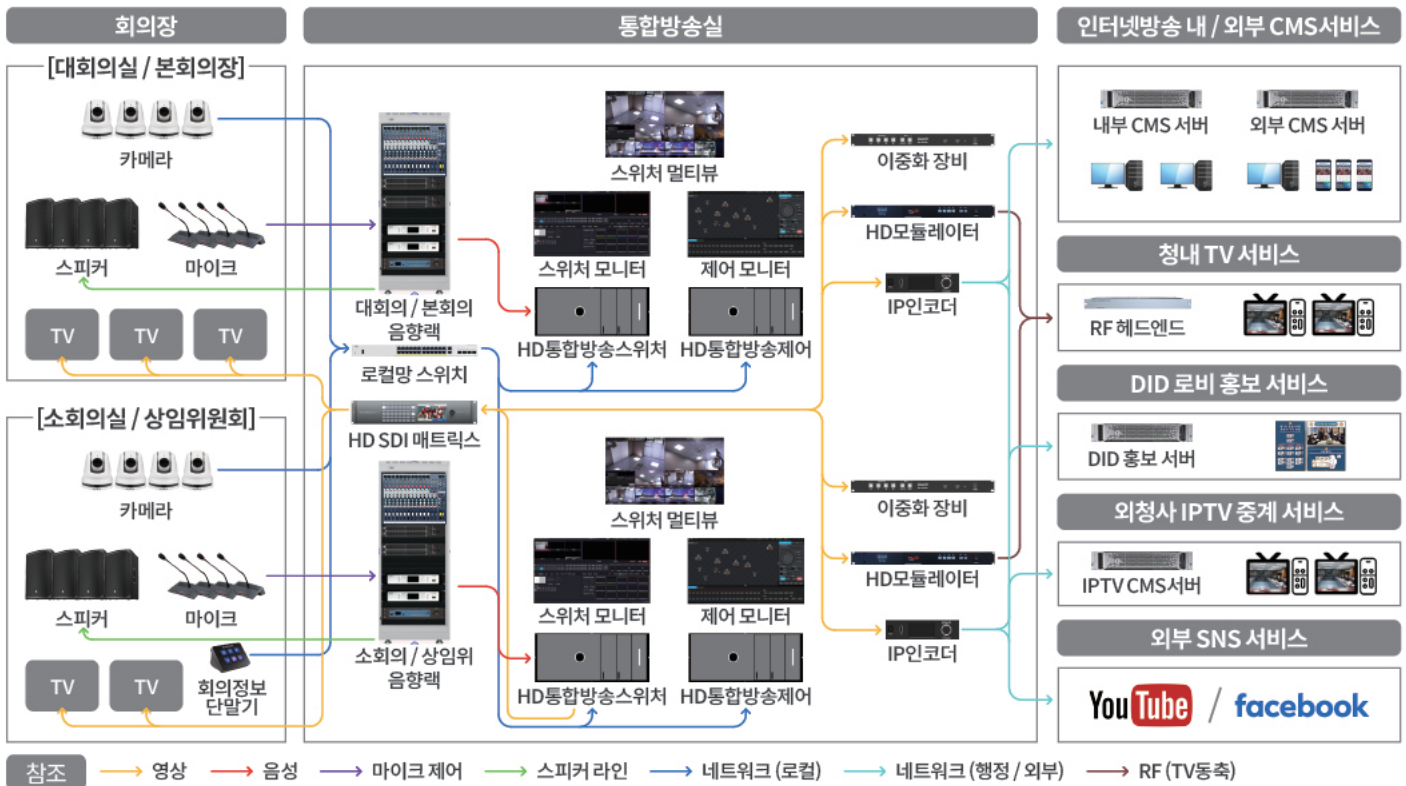 회의장
통합방송실
인터넷방송 내 / 외부 CMS서비스
[대회의실 / 본회의장]
카메라
스피커
마이크
TV
TV
TV
[소회의실 / 상임위원회]
카메라
스피커
마이크
TV
TV
회의정보
단말기
대회의 / 본회의
음향랙
로컬망 스위치
HD SDI 매트릭스
소회의 / 상임위
음향랙
스위처 멀티뷰
스위처 모니터
제어 모니터
HD통합방송스위처
HD통합방송제어
스위처 멀티뷰
스위처 모니터
제어 모니터
HD통합방송스위처
HD통합방송제어
이중화 장비
HD모듈레이터
IP인코더
이중화 장비
HD모듈레이터
IP인코더
내부 CMS 서버
외부 CMS 서버
청내 TV 서비스
RF 헤드엔드
DID 로비 홍보 서비스
DID 홍보 서버
외청사 IPTV 중계 서비스
IPTV CMS서버
외부 SNS 서비스
YouTube / facebook
참조
영상
음성
마이크 제어
스피커 라인
네트워크 (로컬)
네트워크 (행정 / 외부)
RF (TV동축)